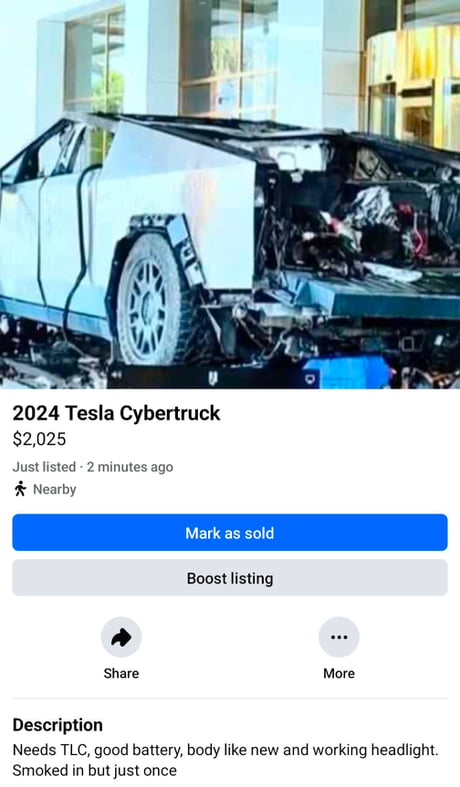 2024 Tesla Cybertruck
$2,025
Just listed · 2 minutes ago
Nearby
Mark as sold
Boost listing
Share
More
Description
Needs TLC, good battery, body like new and working headlight.
Smoked in but just once